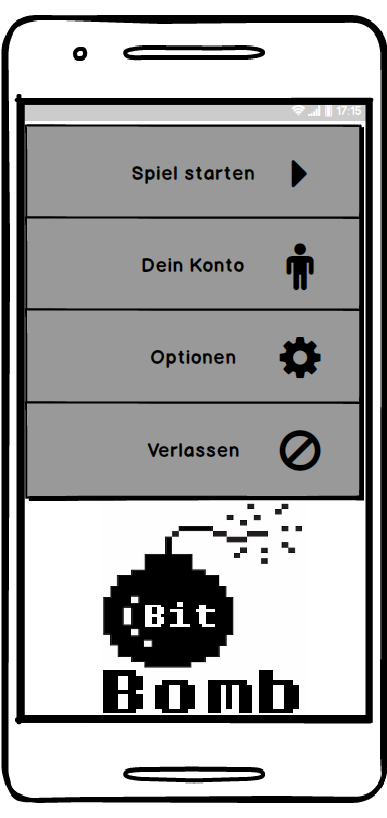 17:15
Spiel starten
Dein Konto
Optionen
Verlassen
Bit
Bomb